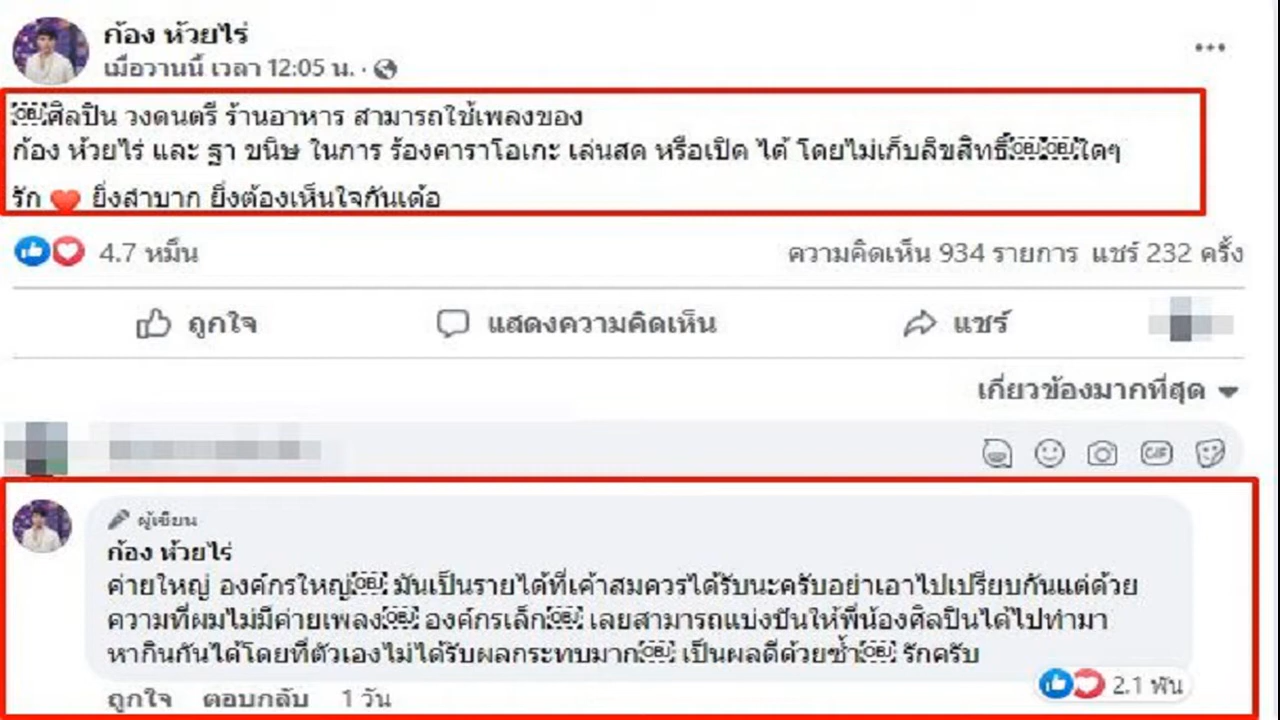 ก้อง ห้วยไร่
เมื่อวานนี้ เวลา 12:05 น. ·
ศิลปิน วงดนตรี ร้านอาหาร สามารถใช้เพลงของ
ก้อง ห้วยไร่ และ ฐา ขนิษ ในการ ร้องคาราโอเกะ เล่นสด หรือเปิด ได้ โดยไม่เก็บลิขสิทธิ์ใดๆ
รัก ❤️ ยิ่งลำบาก ยิ่งต้องเห็นใจกันเด้อ
4.7 หมื่น
ความคิดเห็น 934 รายการ แชร์ 232 ครั้ง
ถูกใจ
แสดงความคิดเห็น
แชร์
เกี่ยวข้องมากที่สุด
GIF
ผู้เขียน
ก้อง ห้วยไร่
ค่ายใหญ่ องค์กรใหญ่ มันเป็นรายได้ที่เค้าสมควรได้รับนะครับอย่าเอาไปเปรียบกันแต่ด้วย
ความที่ผมไม่มีค่ายเพลง องค์กรเล็ก เลยสามารถแบ่งปันให้พี่น้องศิลปินได้ไปทำมา
หากินกันได้โดยที่ตัวเองไม่ได้รับผลกระทบมาก เป็นผลดีด้วยซ้ำ รักครับ
2.1 พัน
ถูกใจ ตอบกลับ 1 วัน